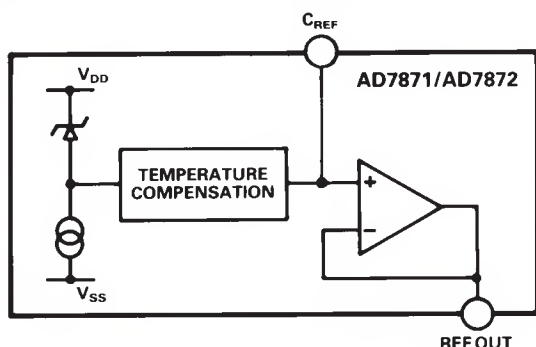 CREF
AD7871/AD7872
VDD
TEMPERATURE
COMPENSATION
+
−
VSS
REF OUT